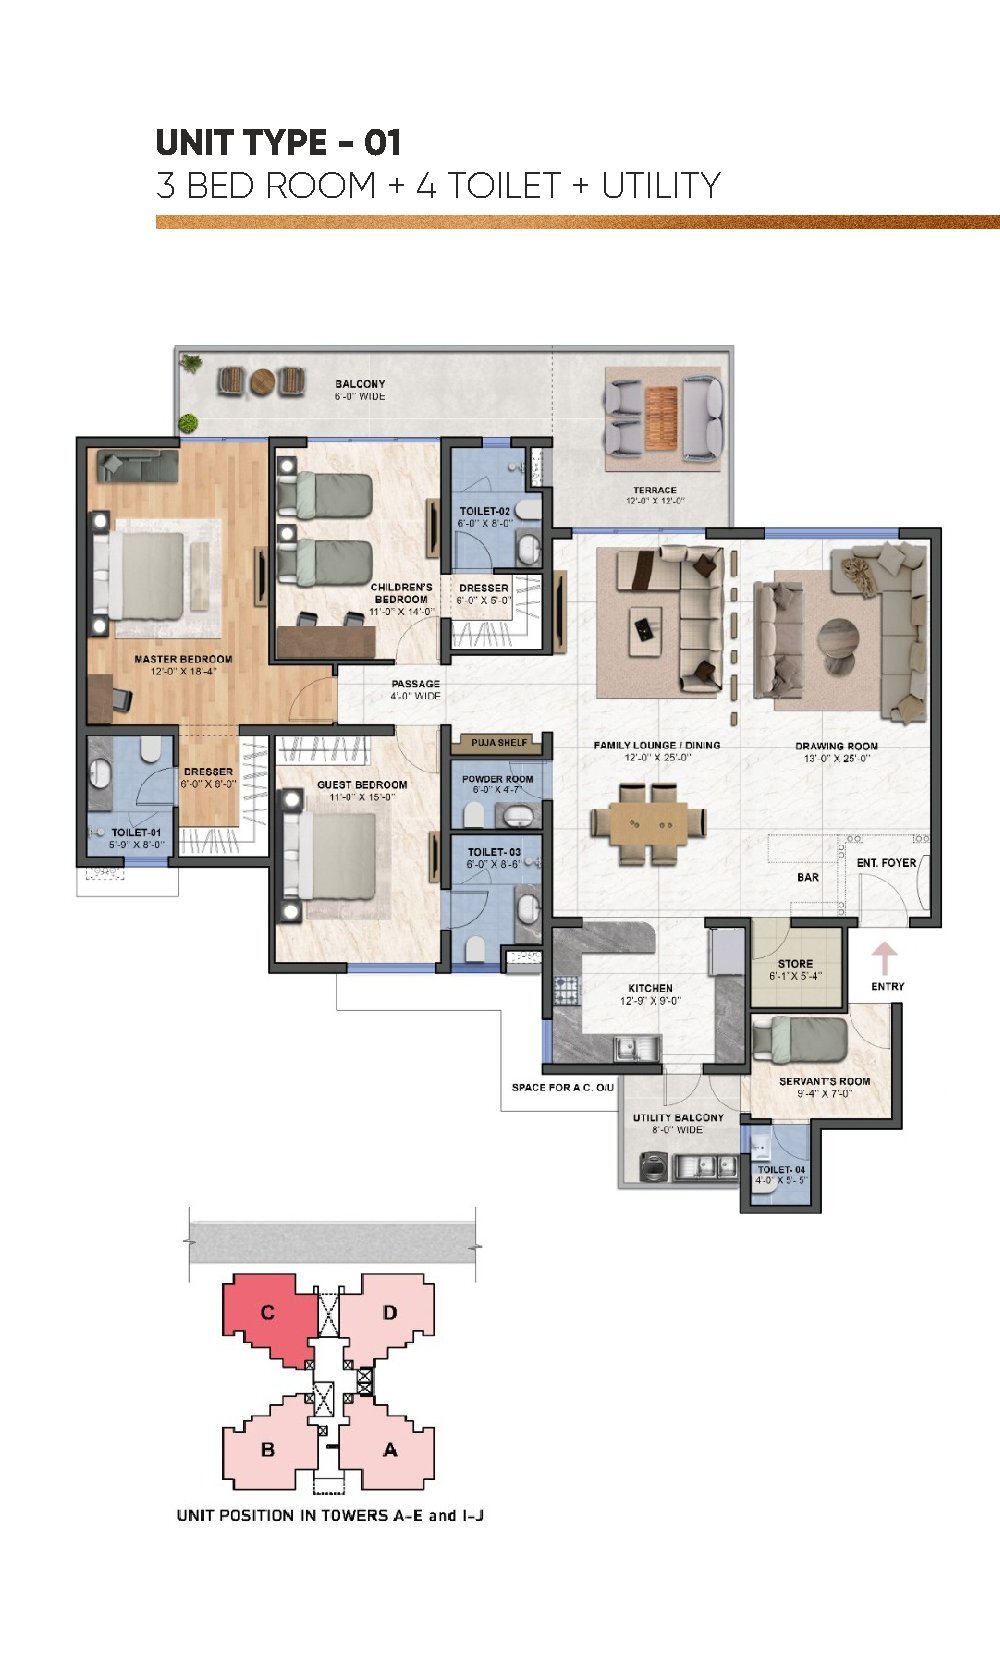 UNIT TYPE - 01
3 BED ROOM + 4 TOILET + UTILITY
BALCONY
6'-0" WIDE
TERRACE
12'-0" X 12'-0"
TOILET-02
6'-0" X 8'-0"
CHILDREN'S
BEDROOM
11'-0" X 14'-0"
DRESSER
6'-0" X 5'-0"
MASTER BEDROOM
12'-0" X 18'-4"
PASSAGE
4'-0" WIDE
PUJA SHELF
FAMILY LOUNGE / DINING
12'-0" X 25'-0"
DRAWING ROOM
13'-0" X 25'-0"
DRESSER
6'-0" X 8'-0"
GUEST BEDROOM
11'-0" X 15'-0"
POWDER ROOM
6'-0" X 4'-7"
TOILET-01
5'-9" X 8'-0"
TOILET- 03
6'-0" X 8'-6"
ENT. FOYER
BAR
STORE
6'-1" X 5'-4"
ENTRY
KITCHEN
12'-9" X 9'-0"
SPACE FOR A.C. O/U
SERVANT'S ROOM
9'-4" X 7'-0"
UTILITY BALCONY
8'-0" WIDE
TOILET- 04
4'-0" X 5'- 5"
C
D
B
A
UNIT POSITION IN TOWERS A-E and I-J